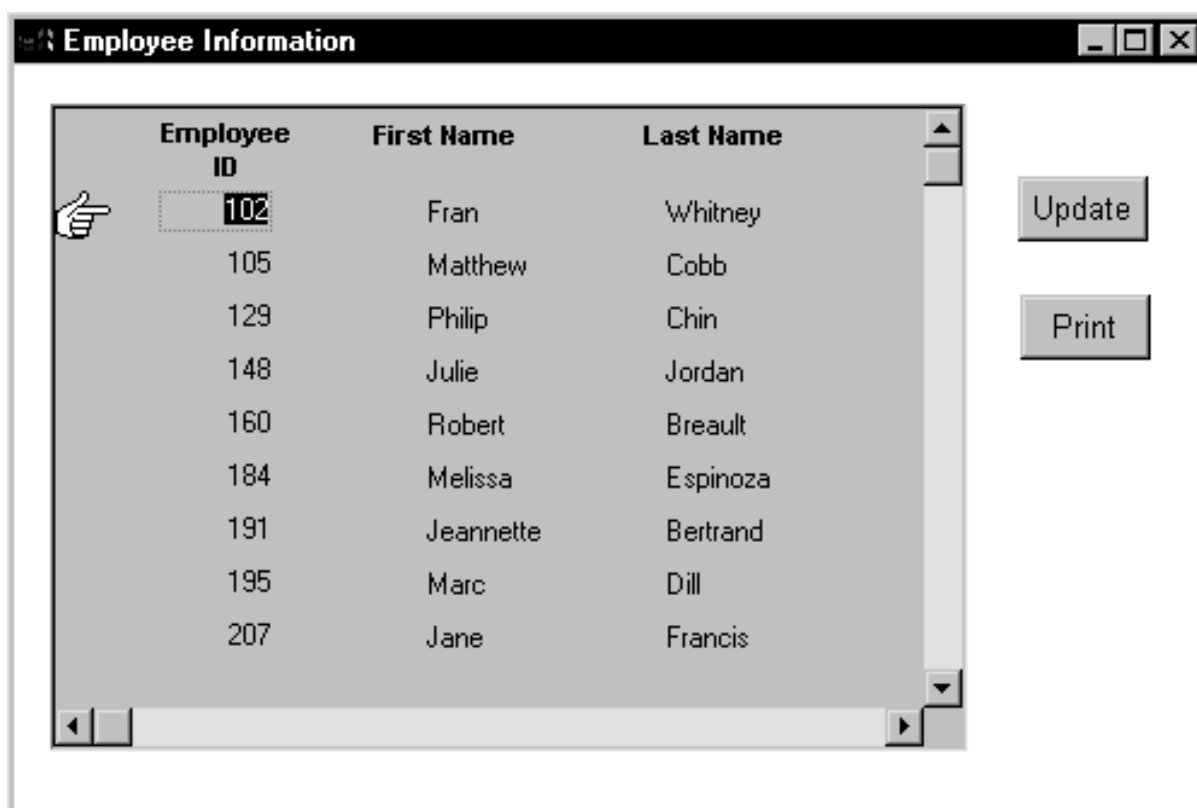 Employee Information
Employee First Name Last Name
ID
102 Fran Whitney
105 Matthew Cobb
129 Philip Chin
148 Julie Jordan
160 Robert Breault
184 Melissa Espinoza
191 Jeannette Bertrand
195 Marc Dill
207 Jane Francis
Update
Print